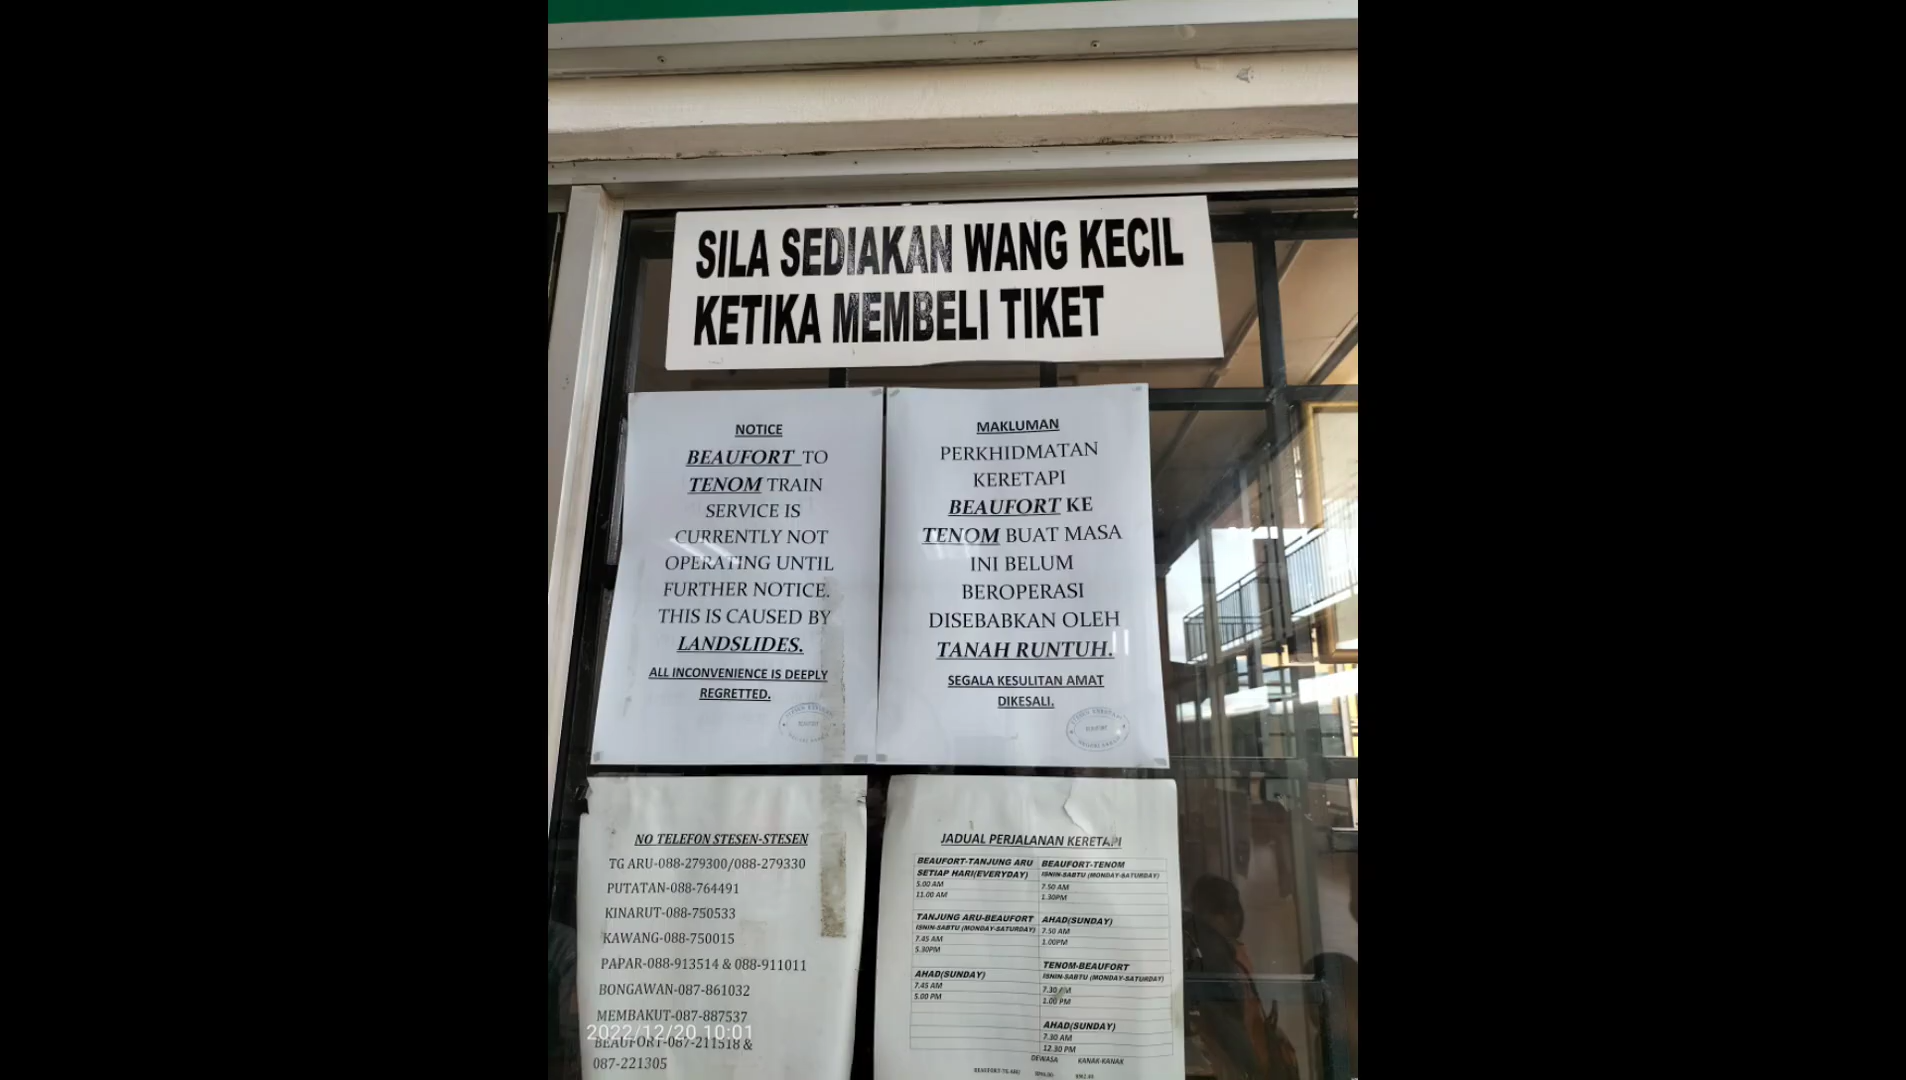 SILA SEDIAKAN WANG KECIL
KETIKA MEMBELI TIKET
NOTICE
BEAUFORT TO
TENOM TRAIN
SERVICE IS
CURRENTLY NOT
OPERATING UNTIL
FURTHER NOTICE.
THIS IS CAUSED BY
LANDSLIDES.
ALL INCONVENIENCE IS DEEPLY
REGRETTED.
MAKLUMAN
PERKHIDMATAN
KERETAPI
BEAUFORT KE
TENOM BUAT MASA
INI BELUM
BEROPERASI
DISEBABKAN OLEH
TANAH RUNTUH.
SEGALA KESULITAN AMAT
DIKESALI.
NO TELEFON STESEN-STESEN
TG ARU-088-279300/088-279330
PUTATAN-088-764491
KINARUT-088-750533
KAWANG-088-750015
PAPAR-088-913514 & 088-911011
BONGAWAN-087-861032
MEMBAKUT-087-887537
BEAUFORT-087-211518 &
087-221305
JADUAL PERJALANAN KERETAPI
BEAUFORT-TANJUNG ARU
SETIAP HARI(EVERYDAY)
5.00 AM
11.00 AM
TANJUNG ARU-BEAUFORT
ISNIN-SABTU (MONDAY-SATURDAY)
7.45 AM
5.30PM
AHAD(SUNDAY)
7.45 AM
5.00 PM
BEAUFORT-TENOM
ISNIN-SABTU (MONDAY-SATURDAY)
7.50 AM
1.30PM
AHAD(SUNDAY)
7.50 AM
1.00PM
TENOM-BEAUFORT
ISNIN-SABTU (MONDAY-SATURDAY)
7.30 AM
1.00 PM
AHAD(SUNDAY)
7.30 AM
12.30 PM
DEWASA KANAK-KANAK
BEAUFORT-TG ARU
2022/12/20 10:01